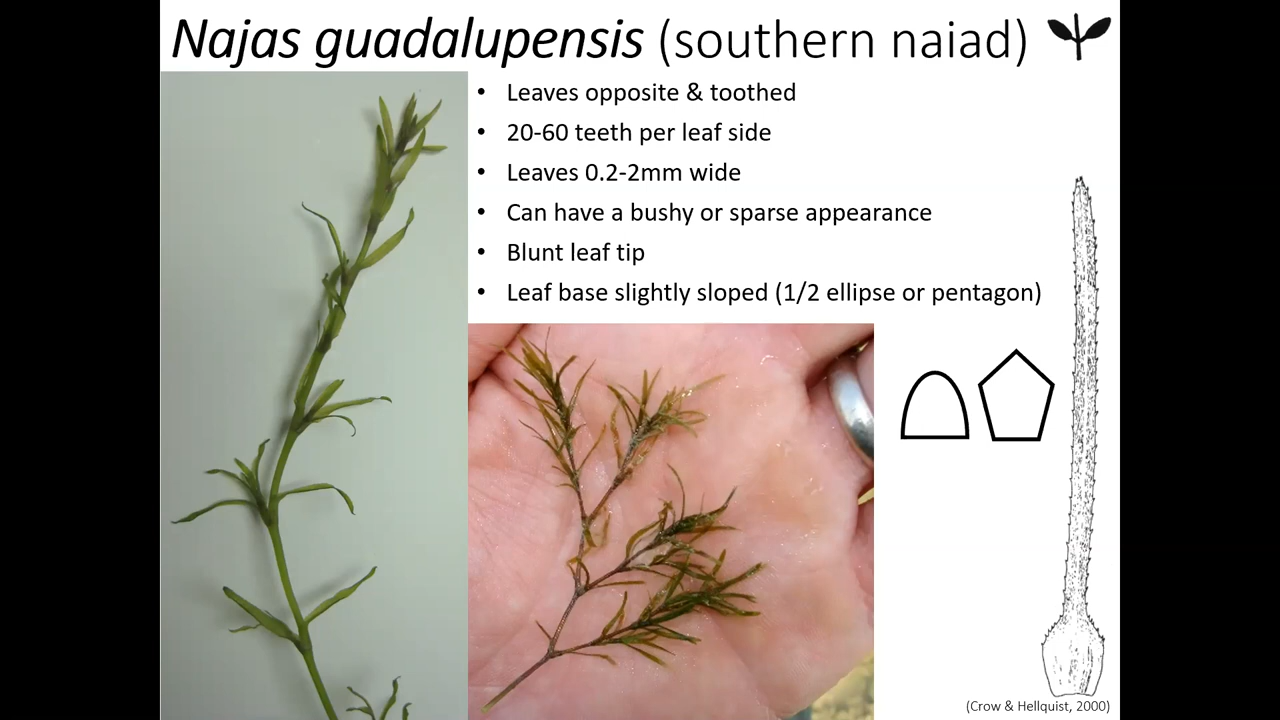 Najas guadalupensis (southern naiad)
• Leaves opposite & toothed
• 20-60 teeth per leaf side
• Leaves 0.2-2mm wide
• Can have a bushy or sparse appearance
• Blunt leaf tip
• Leaf base slightly sloped (1/2 ellipse or pentagon)
(Crow & Hellquist, 2000)